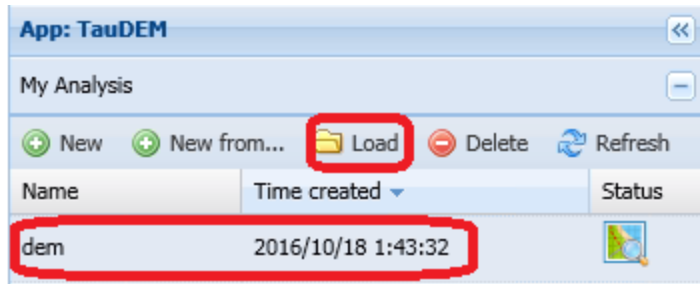 App: TauDEM
My Analysis
New New from... Load Delete Refresh
Name Time created Status
dem 2016/10/18 1:43:32